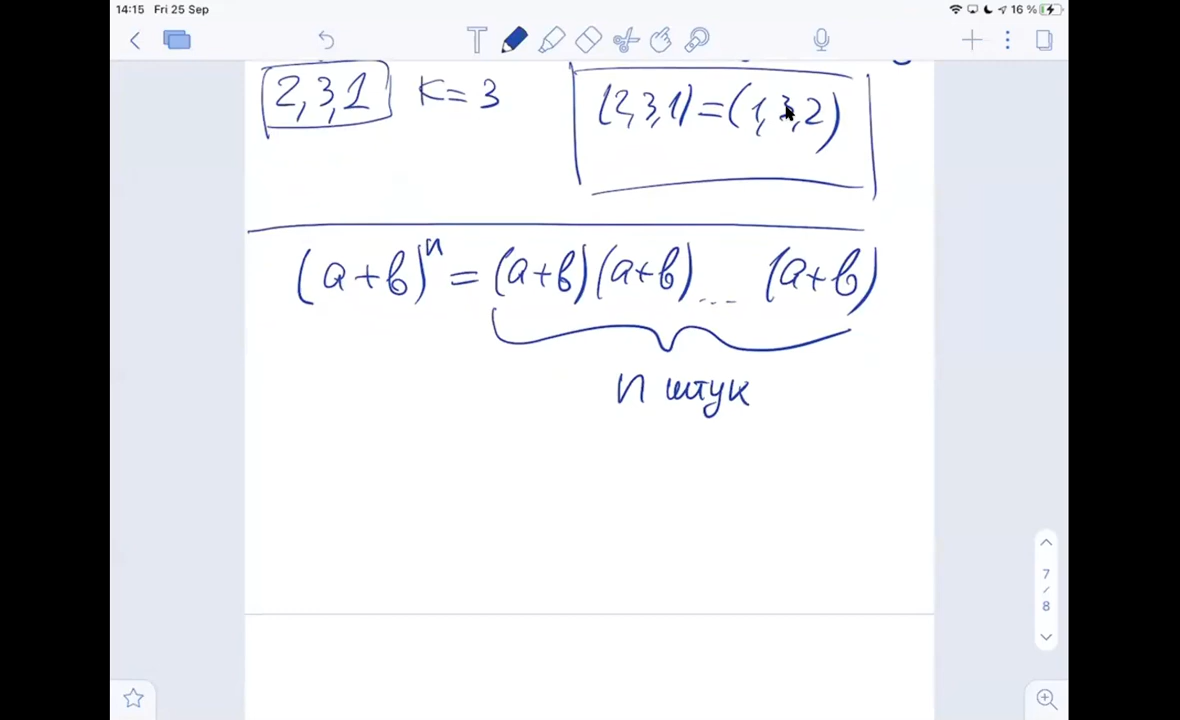 14:15 Fri 25 Sep 16 %
T
2,3,1 K=3 (2,3,1)=(1,3,2)
(a+в)ⁿ = (a+в)(a+в)... (a+в)
n штук
7
/
8